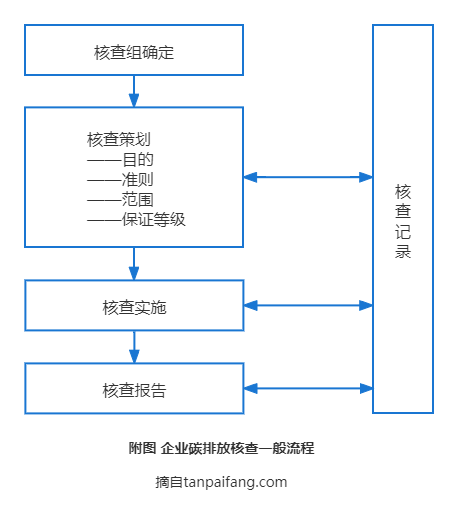 核查组确定
核查策划
——目的
——准则
——范围
——保证等级
核查实施
核查报告
核
查
记
录
附图 企业碳排放核查一般流程
摘自tanpaifang.com